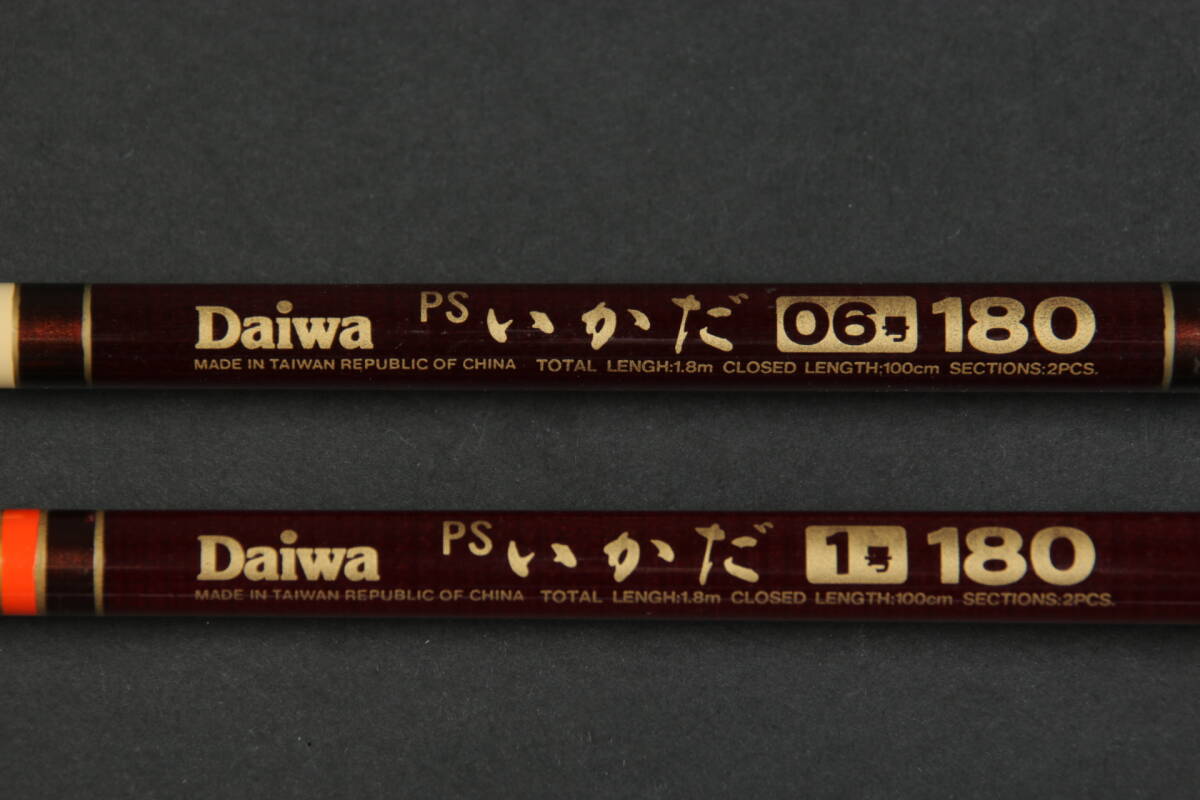 Daiwa PS いかだ 06号 180
MADE IN TAIWAN REPUBLIC OF CHINA TOTAL LENGH:1.8m CLOSED LENGTH:100cm SECTIONS:2PCS.
Daiwa PS いかだ 1号 180
MADE IN TAIWAN REPUBLIC OF CHINA TOTAL LENGH:1.8m CLOSED LENGTH:100cm SECTIONS:2PCS.